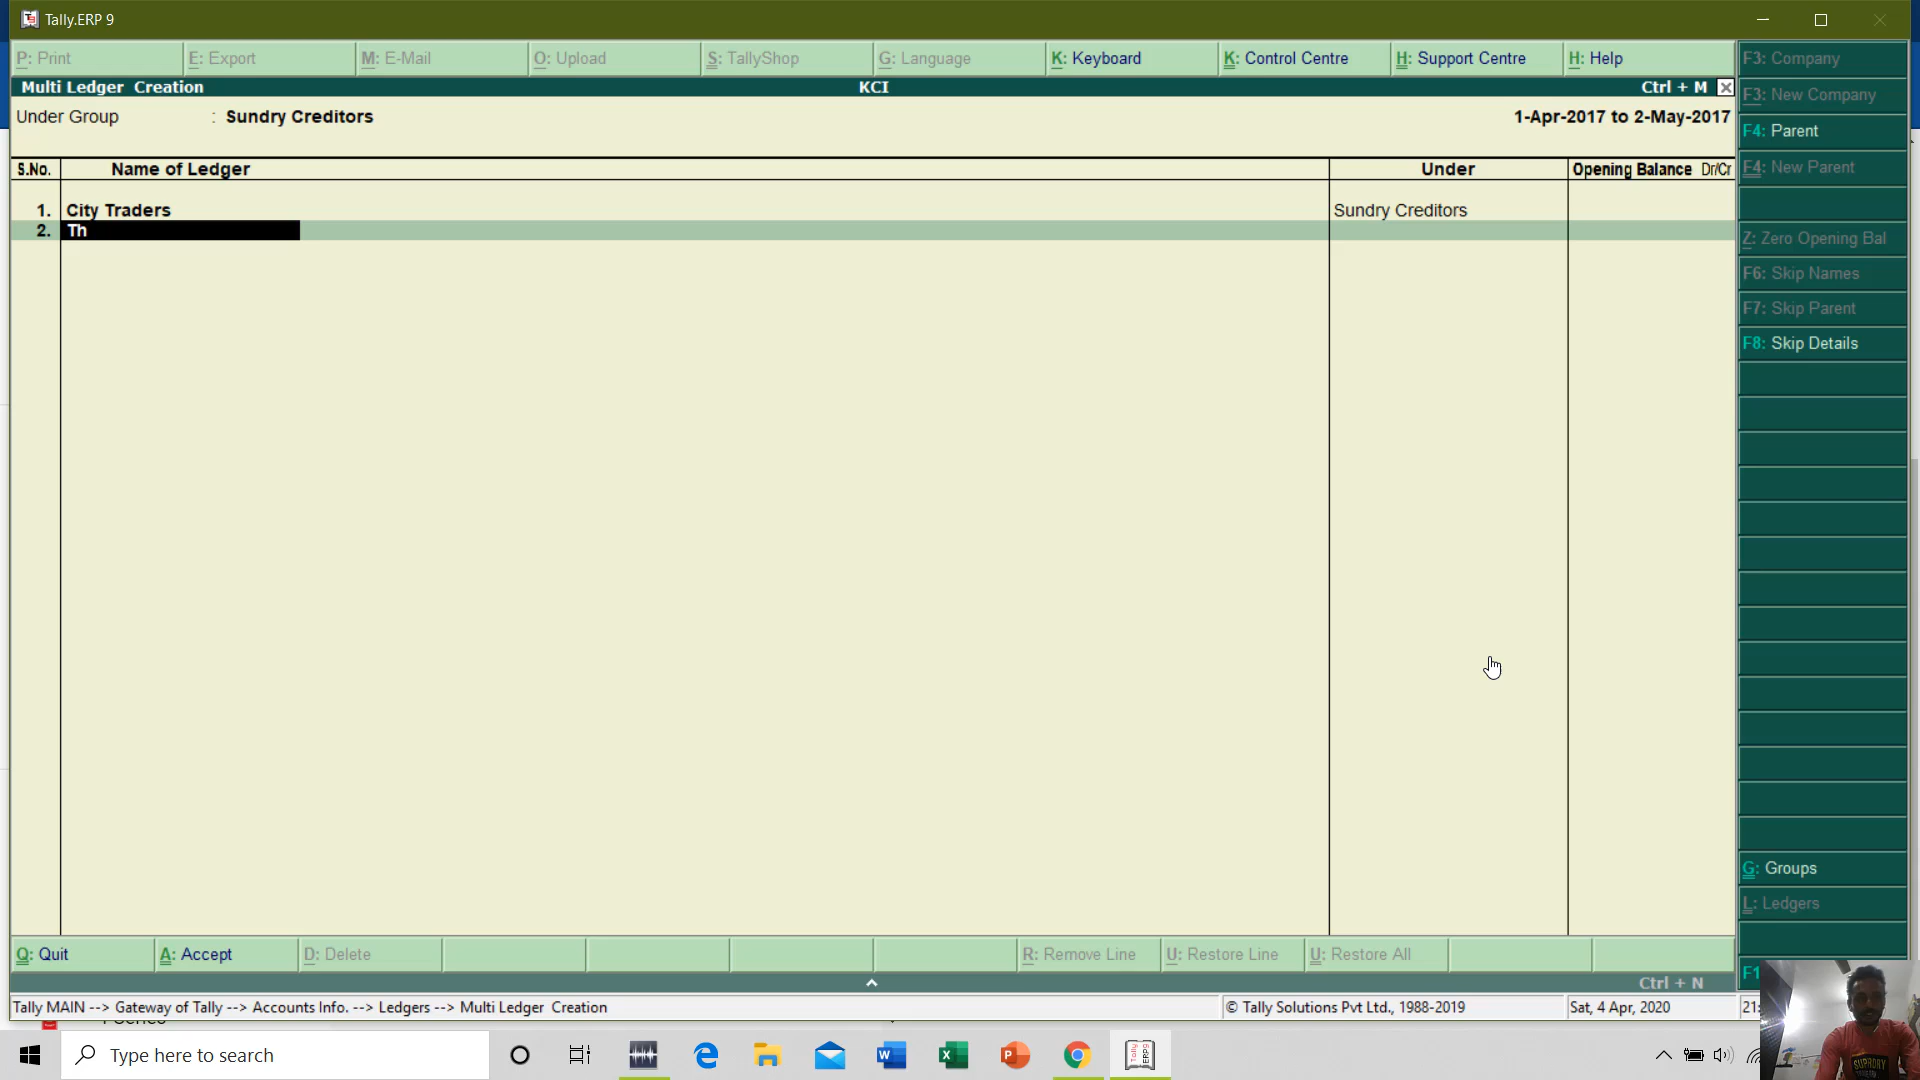 Tally.ERP 9
P: Print E: Export M: E-Mail O: Upload S: TallyShop G: Language K: Keyboard K: Control Centre H: Support Centre H: Help
Multi Ledger Creation KCI Ctrl + M
Under Group : Sundry Creditors 1-Apr-2017 to 2-May-2017
S.No. Name of Ledger Under Opening Balance Dr/Cr
1. City Traders Sundry Creditors
2. Th
F3: Company
F3: New Company
F4: Parent
F4: New Parent
Z: Zero Opening Bal
F6: Skip Names
F7: Skip Parent
F8: Skip Details
G: Groups
L: Ledgers
Q: Quit A: Accept D: Delete R: Remove Line U: Restore Line U: Restore All
Ctrl + N
Tally MAIN --> Gateway of Tally --> Accounts Info. --> Ledgers --> Multi Ledger Creation © Tally Solutions Pvt Ltd., 1988-2019 Sat, 4 Apr, 2020
Type here to search